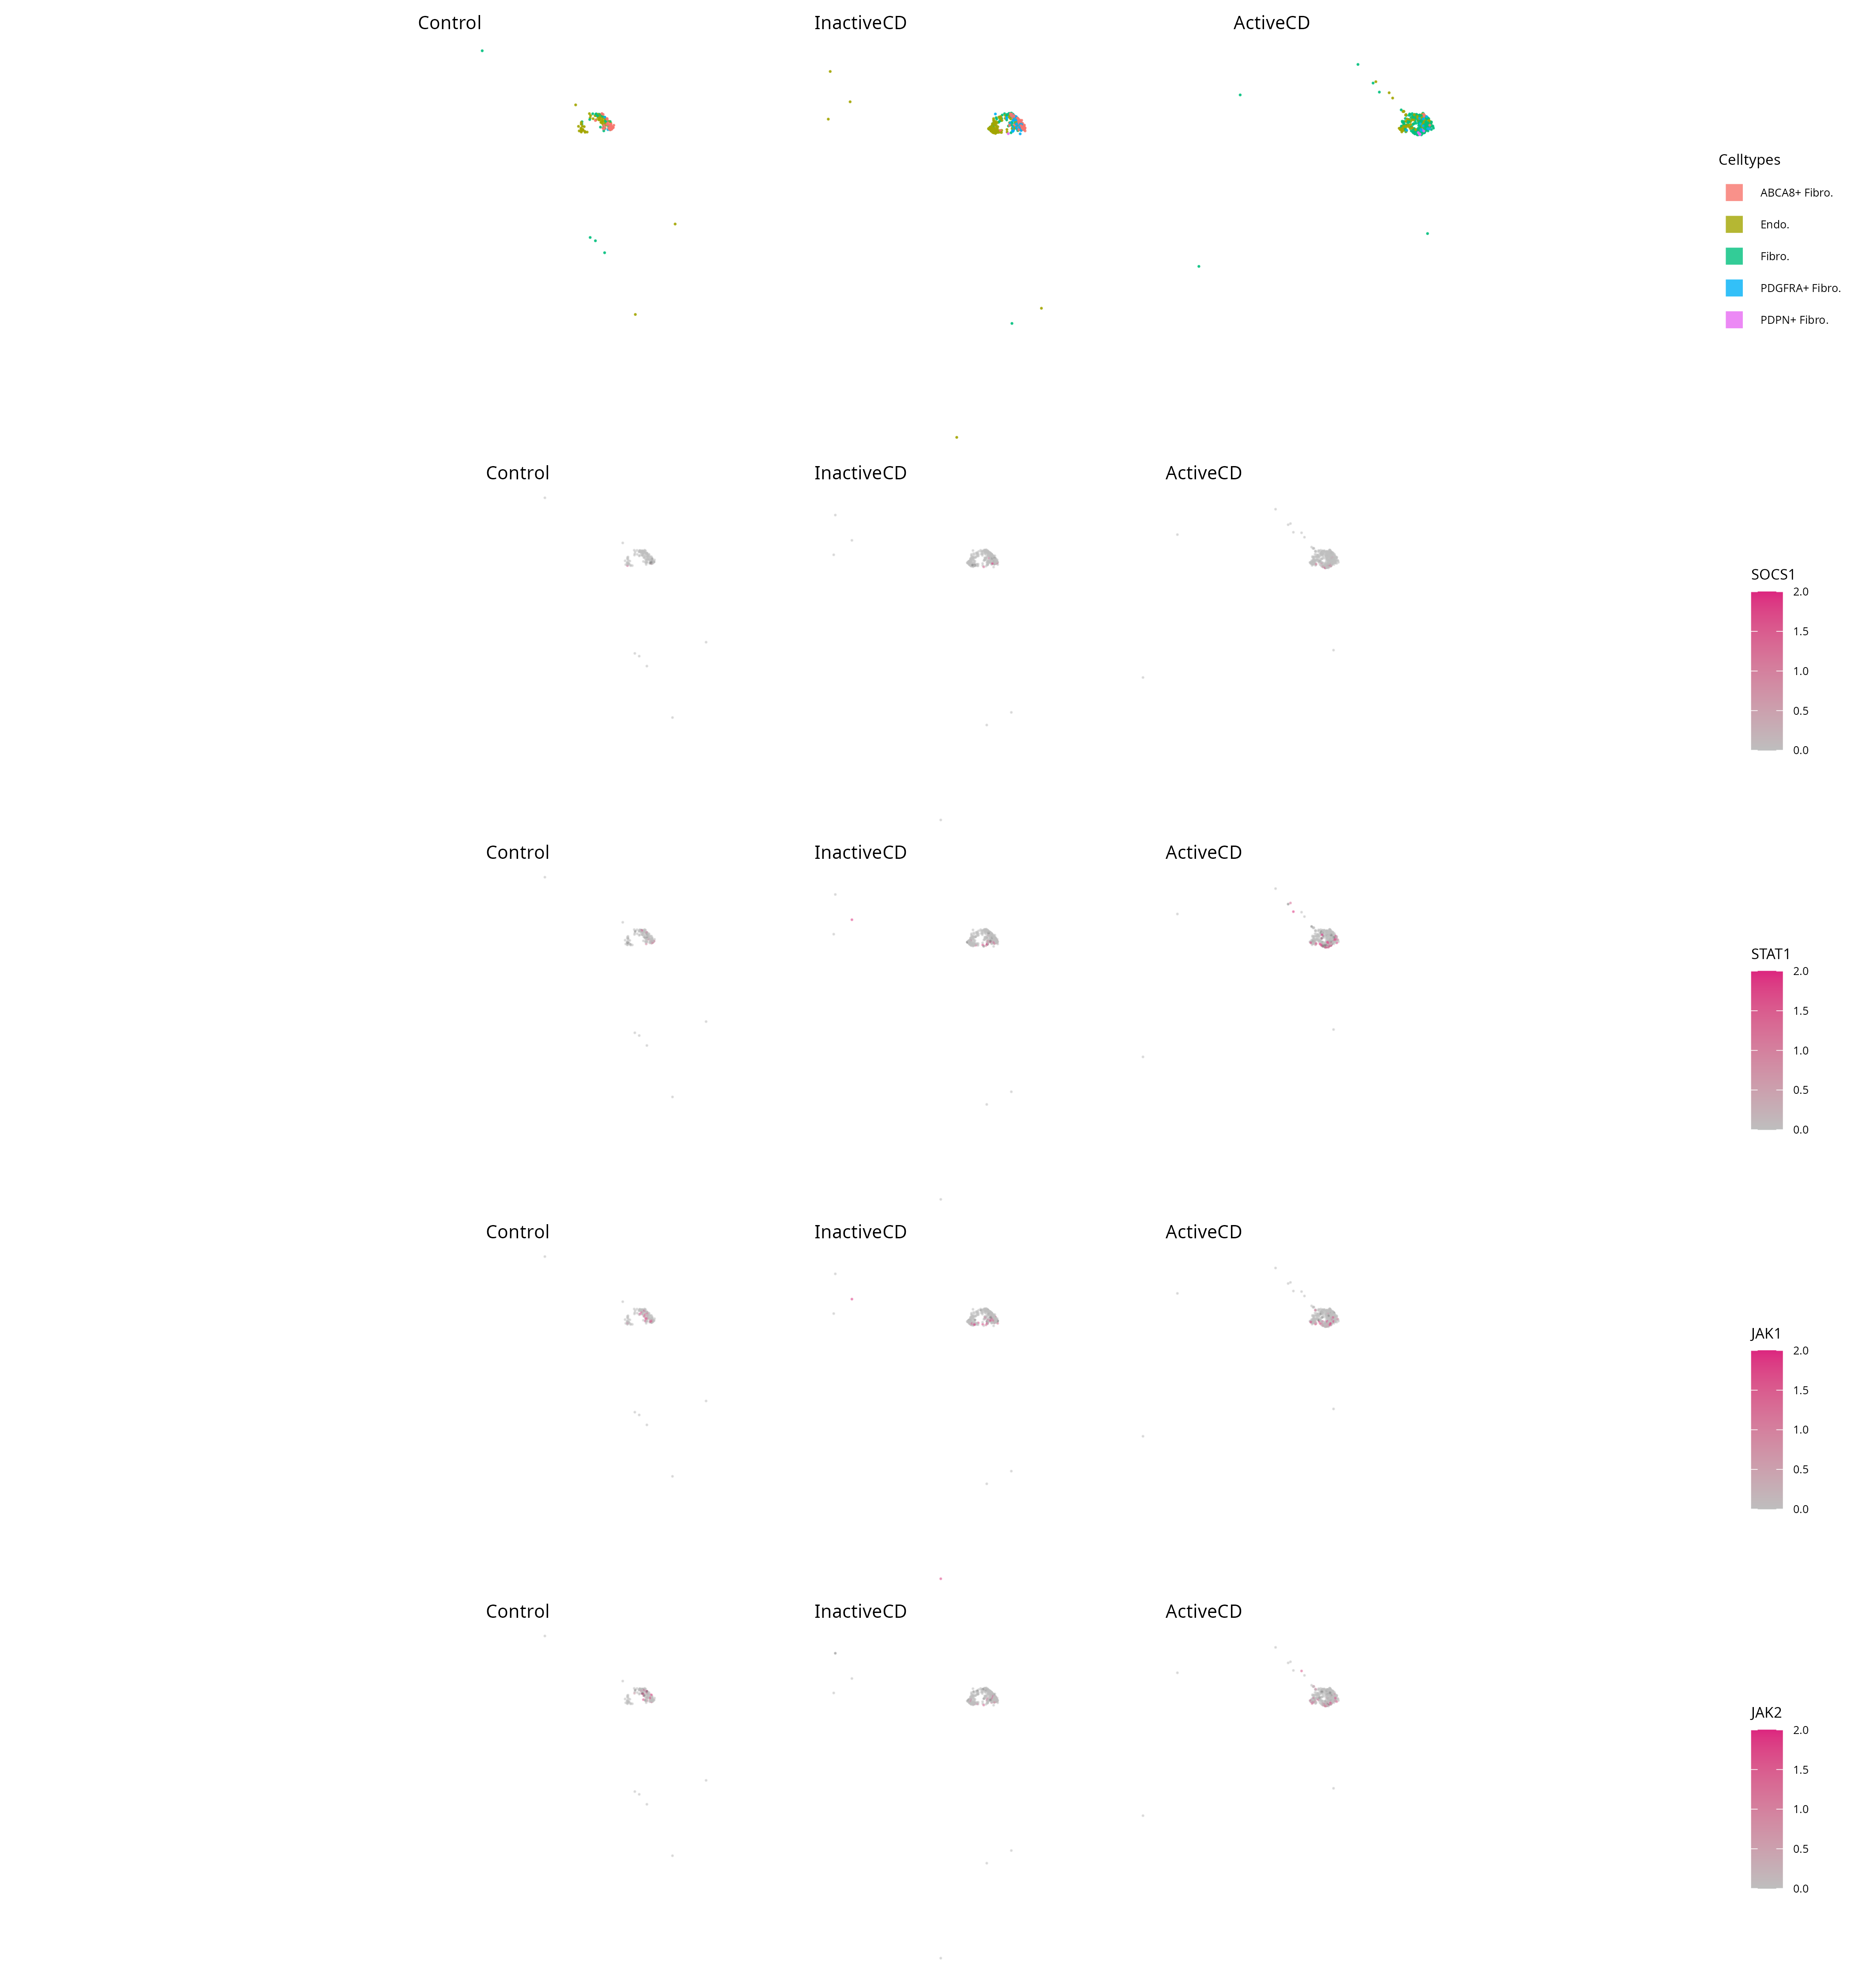 Control InactiveCD ActiveCD
Celltypes
ABCA8+ Fibro.
Endo.
Fibro.
PDGFRA+ Fibro.
PDPN+ Fibro.
Control InactiveCD ActiveCD
SOCS1
2.0
1.5
1.0
0.5
0.0
Control InactiveCD ActiveCD
STAT1
2.0
1.5
1.0
0.5
0.0
Control InactiveCD ActiveCD
JAK1
2.0
1.5
1.0
0.5
0.0
Control InactiveCD ActiveCD
JAK2
2.0
1.5
1.0
0.5
0.0